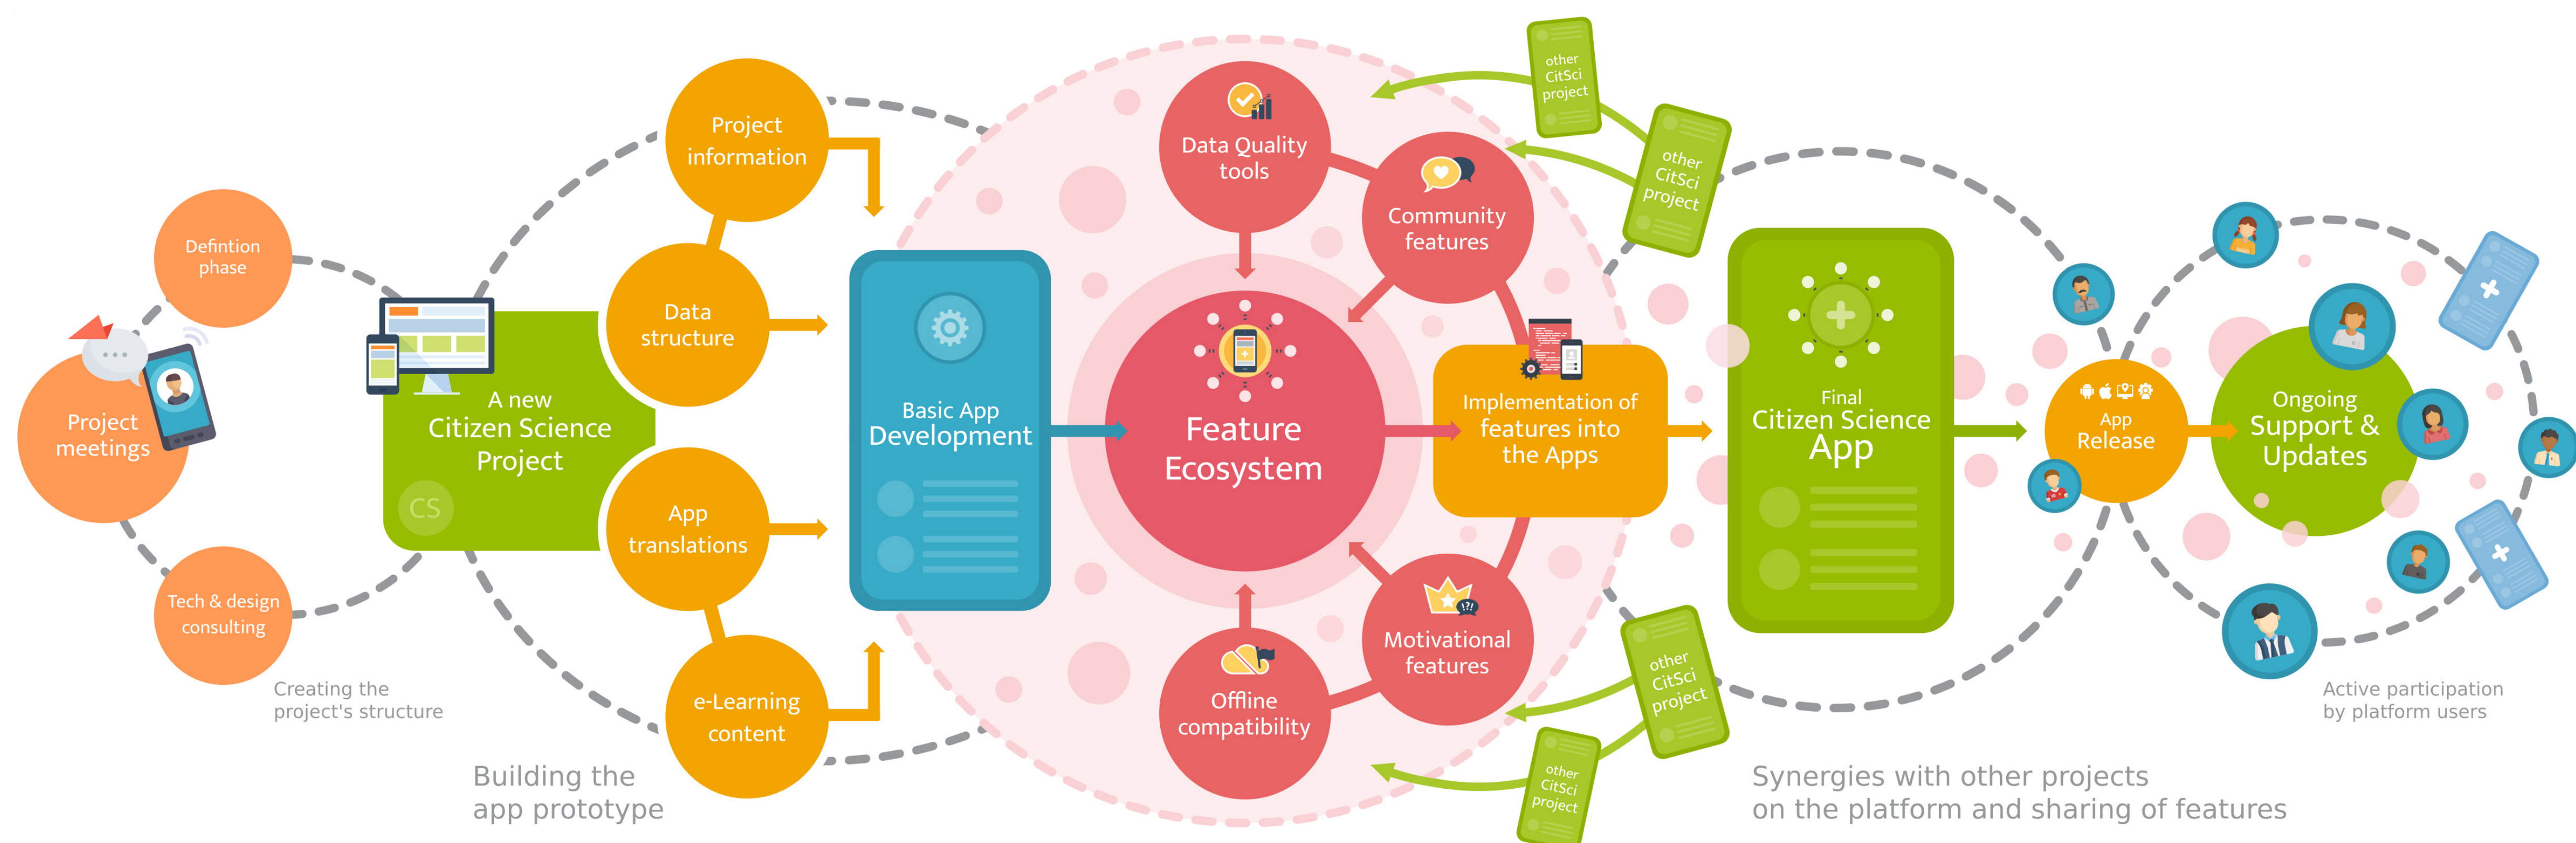 Defintion
phase
Project
meetings
Tech & design
consulting
Creating the
project's structure
A new
Citizen Science
Project
CS
Building the
app prototype
Project
information
Data
structure
App
translations
e-Learning
content
Basic App
Development
Data Quality
tools
Community
features
Feature
Ecosystem
Implementation of
features into
the Apps
Motivational
features
!?!
Offline
compatibility
other
CitSci
project
other
CitSci
project
other
CitSci
project
other
CitSci
project
Final
Citizen Science
App
Synergies with other projects
on the platform and sharing of features
App
Release
Ongoing
Support &
Updates
Active participation
by platform users